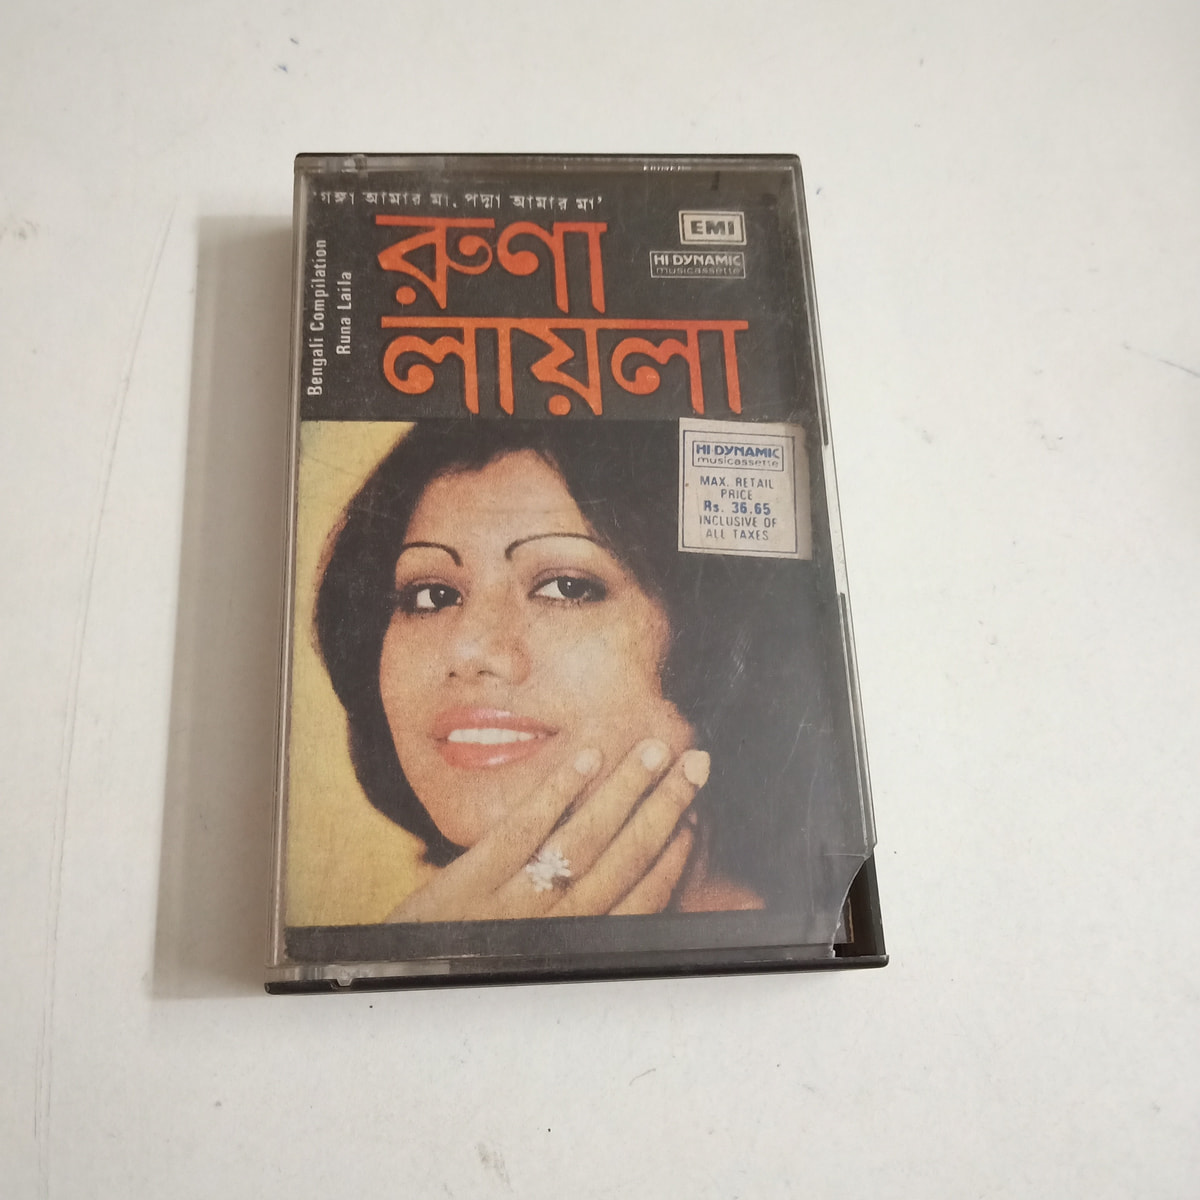 'গঙ্গা আমার মা, পদ্মা আমার মা'
রুণা
লায়লা
Bengali Compilation
Runa Laila
EMI
HI DYNAMIC
musicassette
HI-DYNAMIC
musicassette
MAX. RETAIL
PRICE
Rs. 36.65
INCLUSIVE OF
ALL TAXES